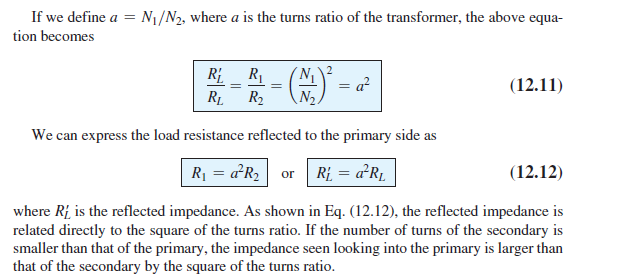 If we define a = N₁/N₂, where a is the turns ratio of the transformer, the above equa-
tion becomes
R′L/RL = R₁/R₂ = (N₁/N₂)² = a² (12.11)
We can express the load resistance reflected to the primary side as
R₁ = a²R₂ or R′L = a²RL (12.12)
where R′L is the reflected impedance. As shown in Eq. (12.12), the reflected impedance is
related directly to the square of the turns ratio. If the number of turns of the secondary is
smaller than that of the primary, the impedance seen looking into the primary is larger than
that of the secondary by the square of the turns ratio.